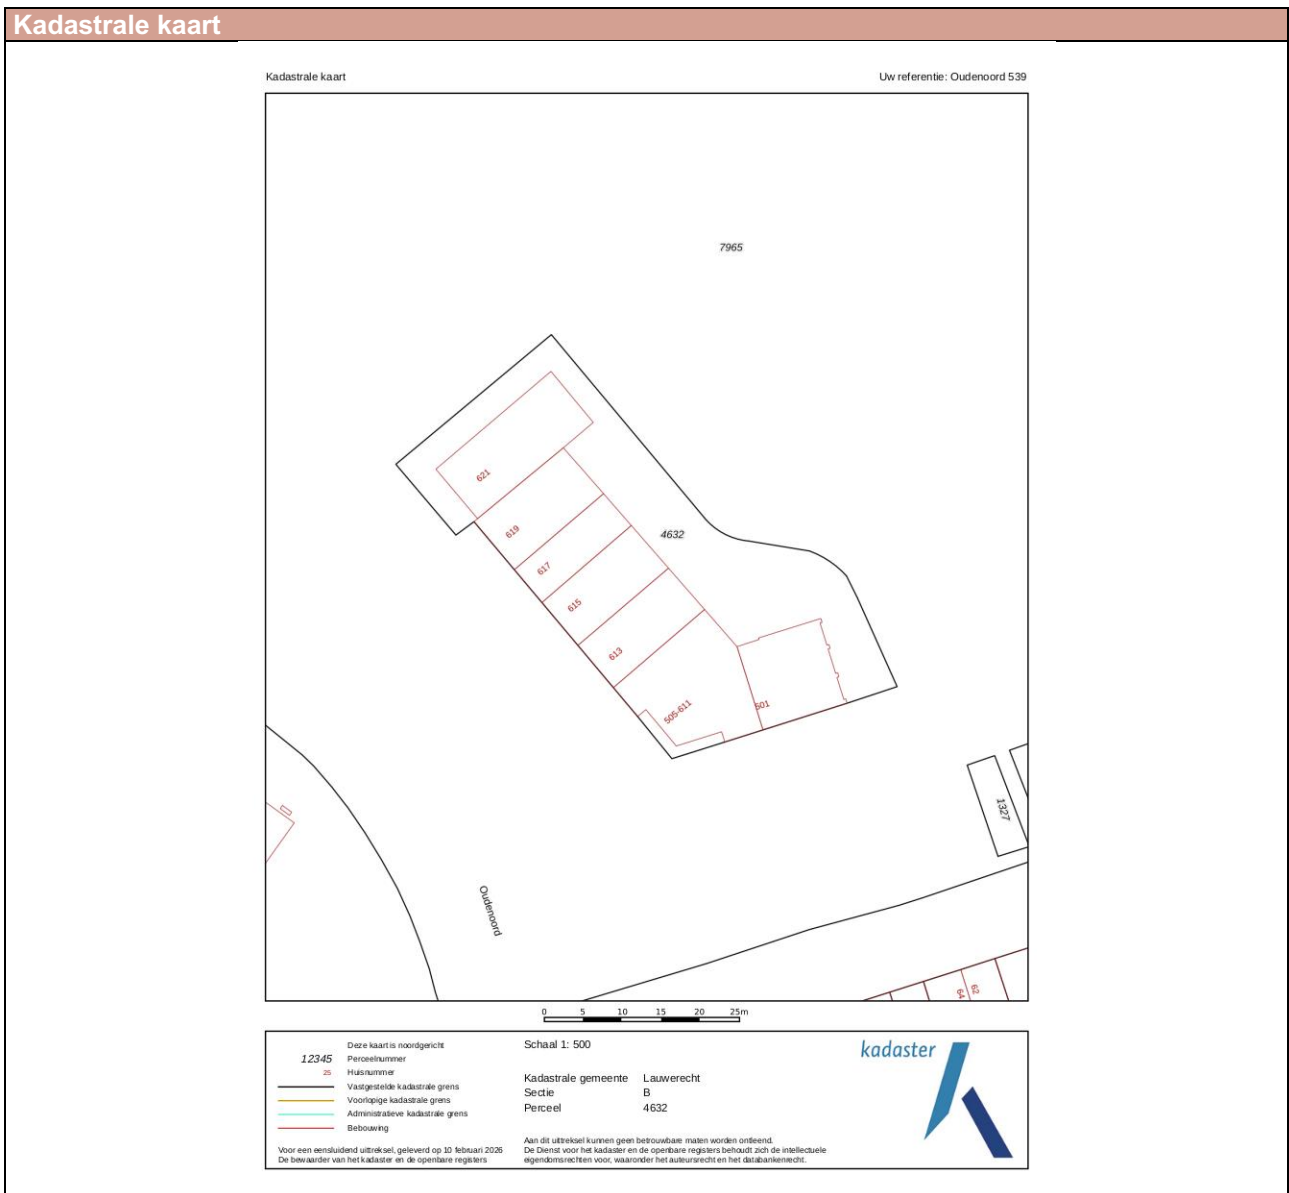 Kadastrale kaart
Kadastrale kaart
Uw referentie: Oudenoord 539
7965
621
619
4632
617
615
613
505-611
501
1327
Oudenoord
64
62
0 5 10 15 20 25m
Deze kaart is noordgericht
12345 Perceelnummer
25 Huisnummer
Vastgestelde kadastrale grens
Voorlopige kadastrale grens
Administratieve kadastrale grens
Bebouwing
Voor een eensluidend uittreksel, geleverd op 10 februari 2026
De bewaarder van het kadaster en de openbare registers
Schaal 1: 500
Kadastrale gemeente Lauwerecht
Sectie B
Perceel 4632
Aan dit uittreksel kunnen geen betrouwbare maten worden ontleend.
De Dienst voor het kadaster en de openbare registers behoudt zich de intellectuele
eigendomsrechten voor, waaronder het auteursrecht en het databankenrecht.
kadaster